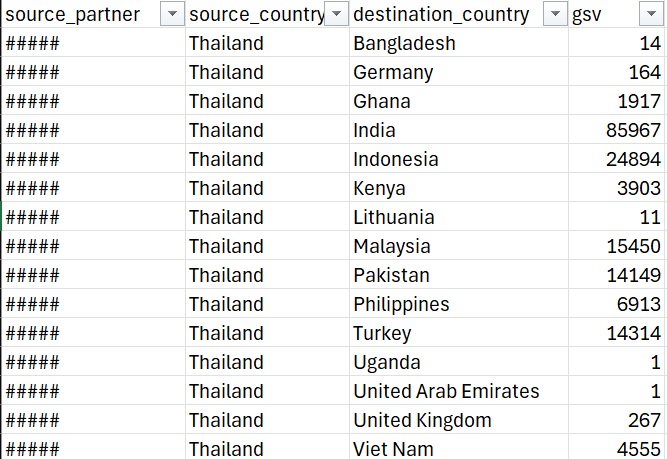 source_partner source_country destination_country gsv
##### Thailand Bangladesh 14
##### Thailand Germany 164
##### Thailand Ghana 1917
##### Thailand India 85967
##### Thailand Indonesia 24894
##### Thailand Kenya 3903
##### Thailand Lithuania 11
##### Thailand Malaysia 15450
##### Thailand Pakistan 14149
##### Thailand Philippines 6913
##### Thailand Turkey 14314
##### Thailand Uganda 1
##### Thailand United Arab Emirates 1
##### Thailand United Kingdom 267
##### Thailand Viet Nam 4555